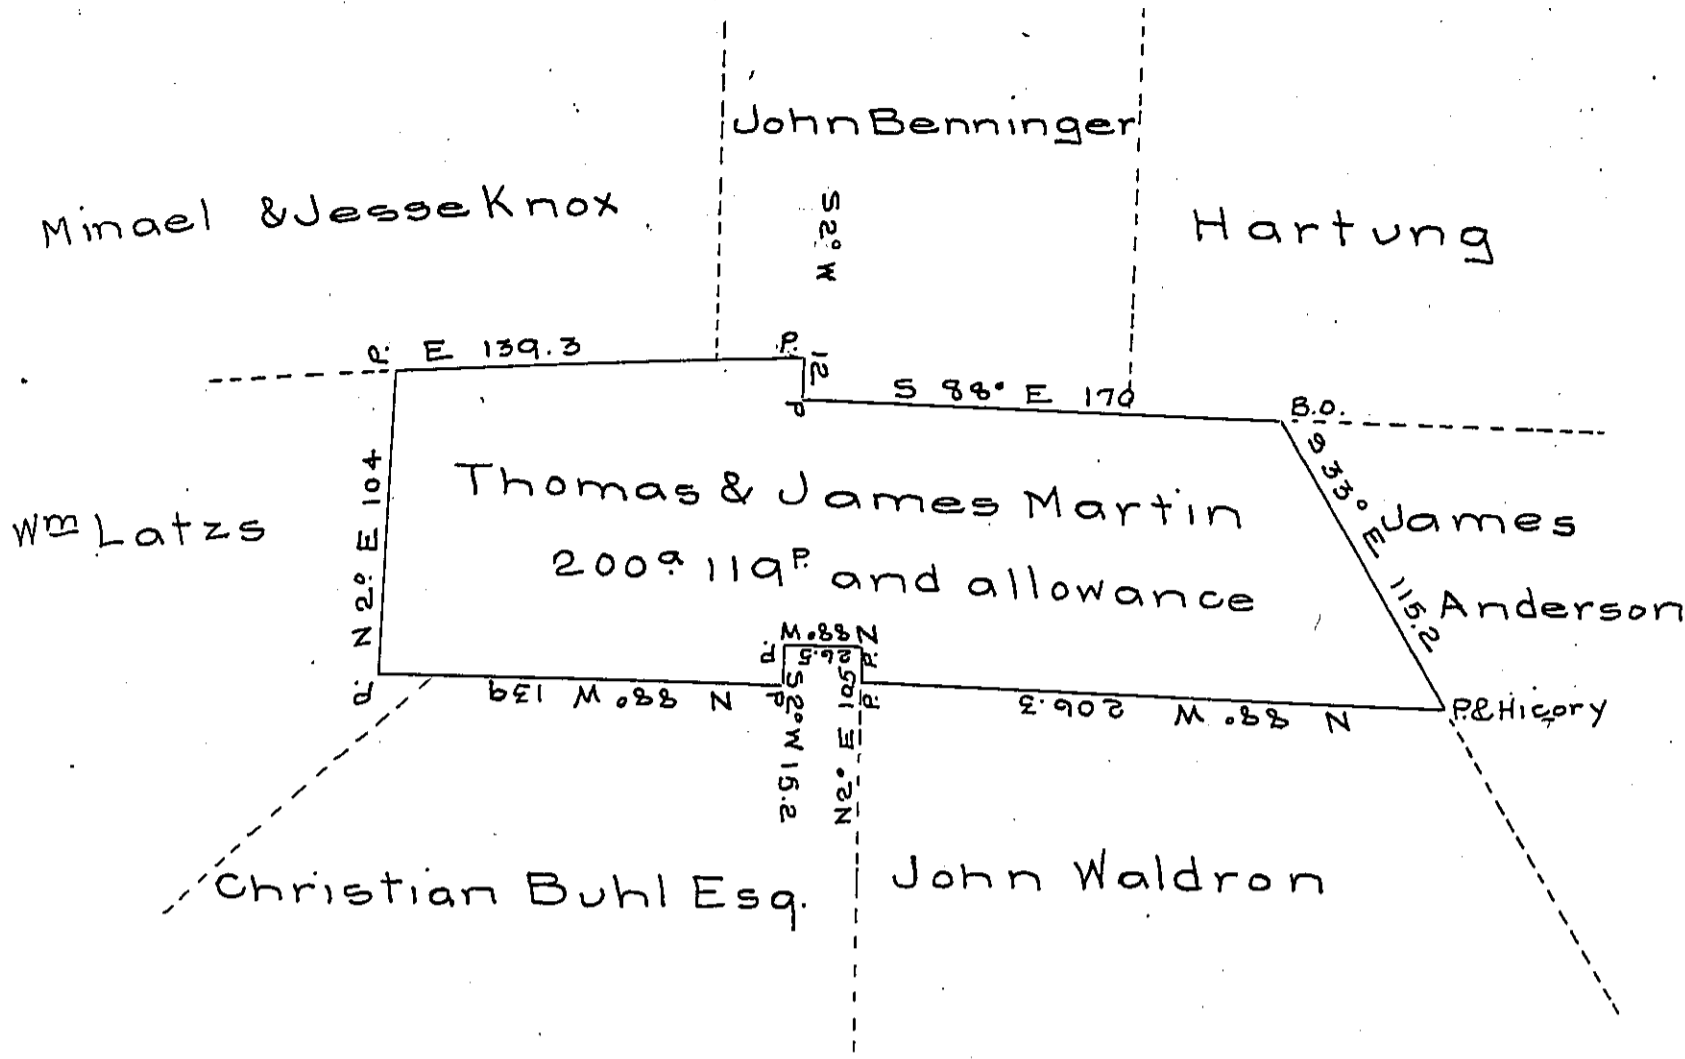 John Benninger
Minael & Jesse Knox
S 2° W
Hartung
P. E 139.3 P.
12
P S 88° E 170 B.O.
S 33° E 115.2
N 2° E 104
Thomas & James Martin
200a. 119P. and allowance
Wm Latzs
James
Anderson
N 88° W
26.5
P. P.
P. N 88° W 139 P
S 2° W 15.2
N 2° E
P N 88° W 206.3
P. & Hicory
Christian Buhl Esq.
John Waldron